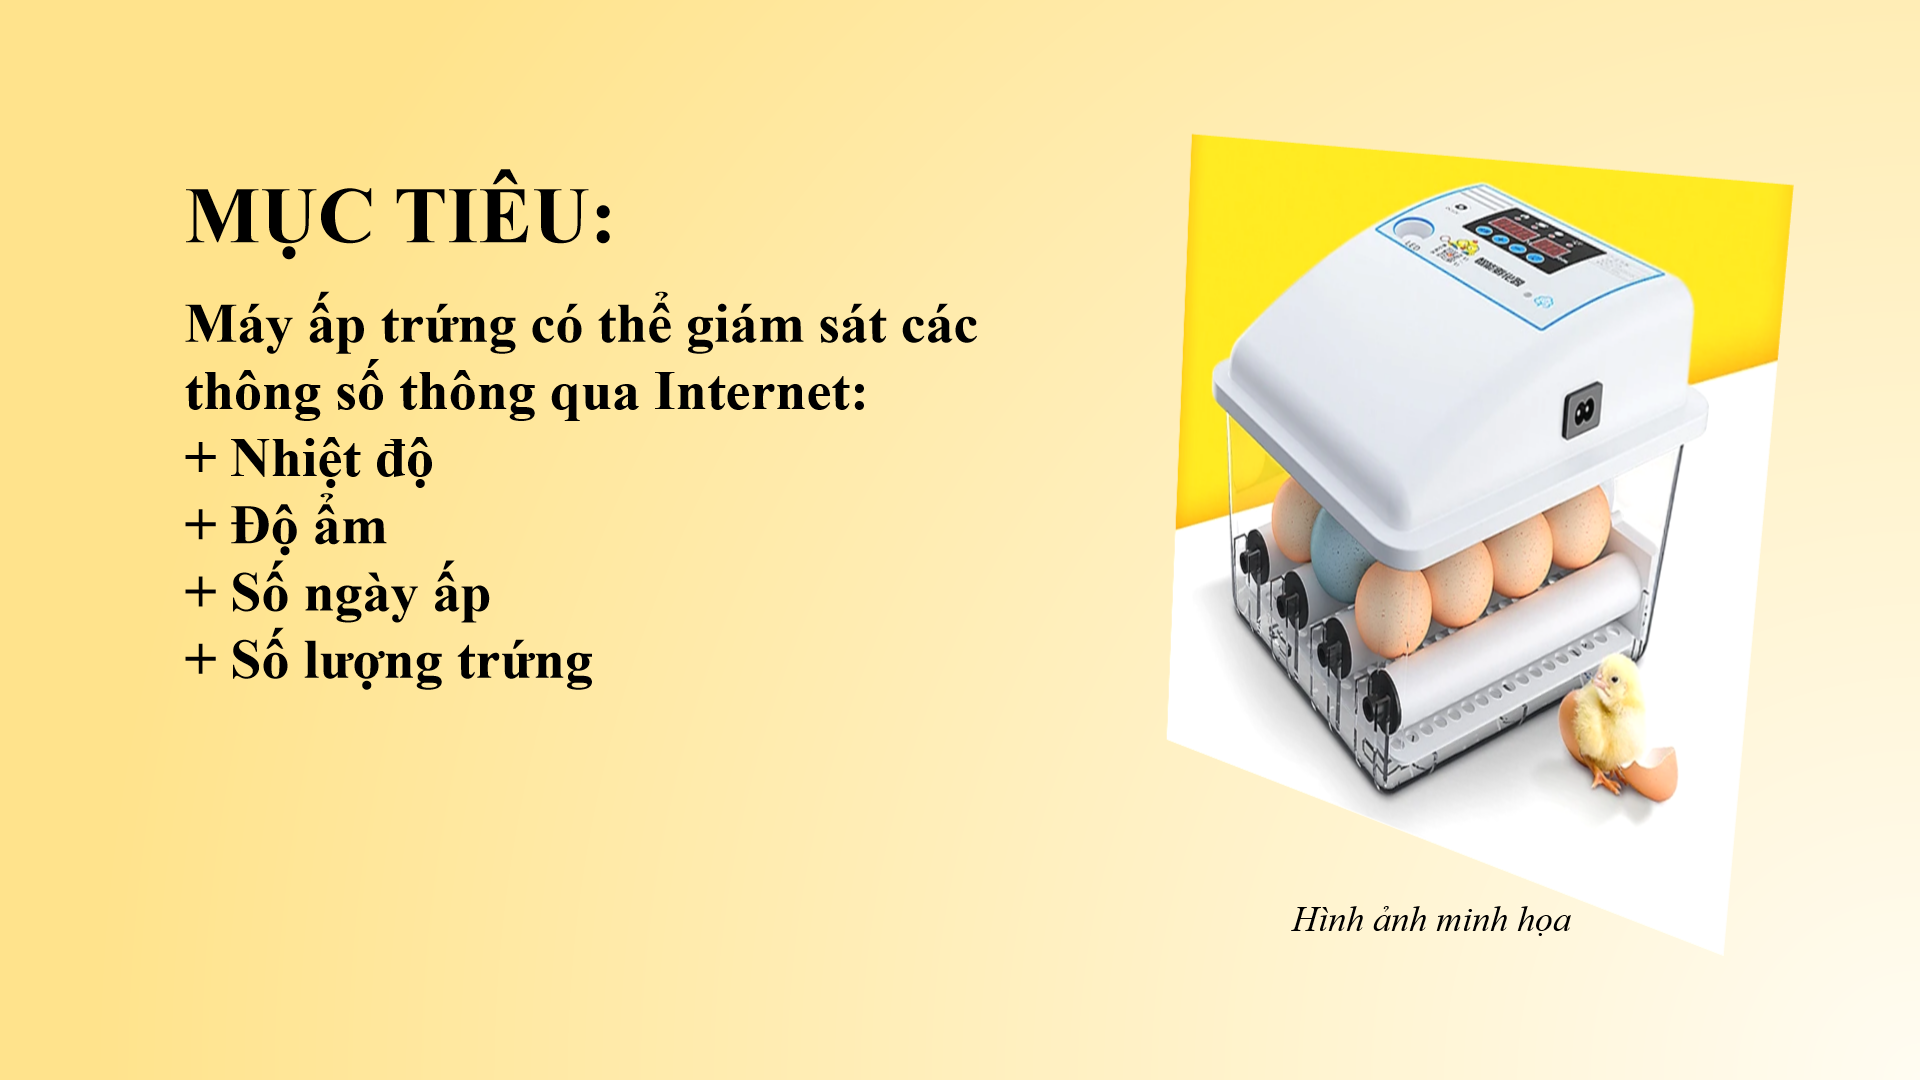 MỤC TIÊU:
Máy ấp trứng có thể giám sát các
thông số thông qua Internet:
+ Nhiệt độ
+ Độ ẩm
+ Số ngày ấp
+ Số lượng trứng
LED
Hình ảnh minh họa